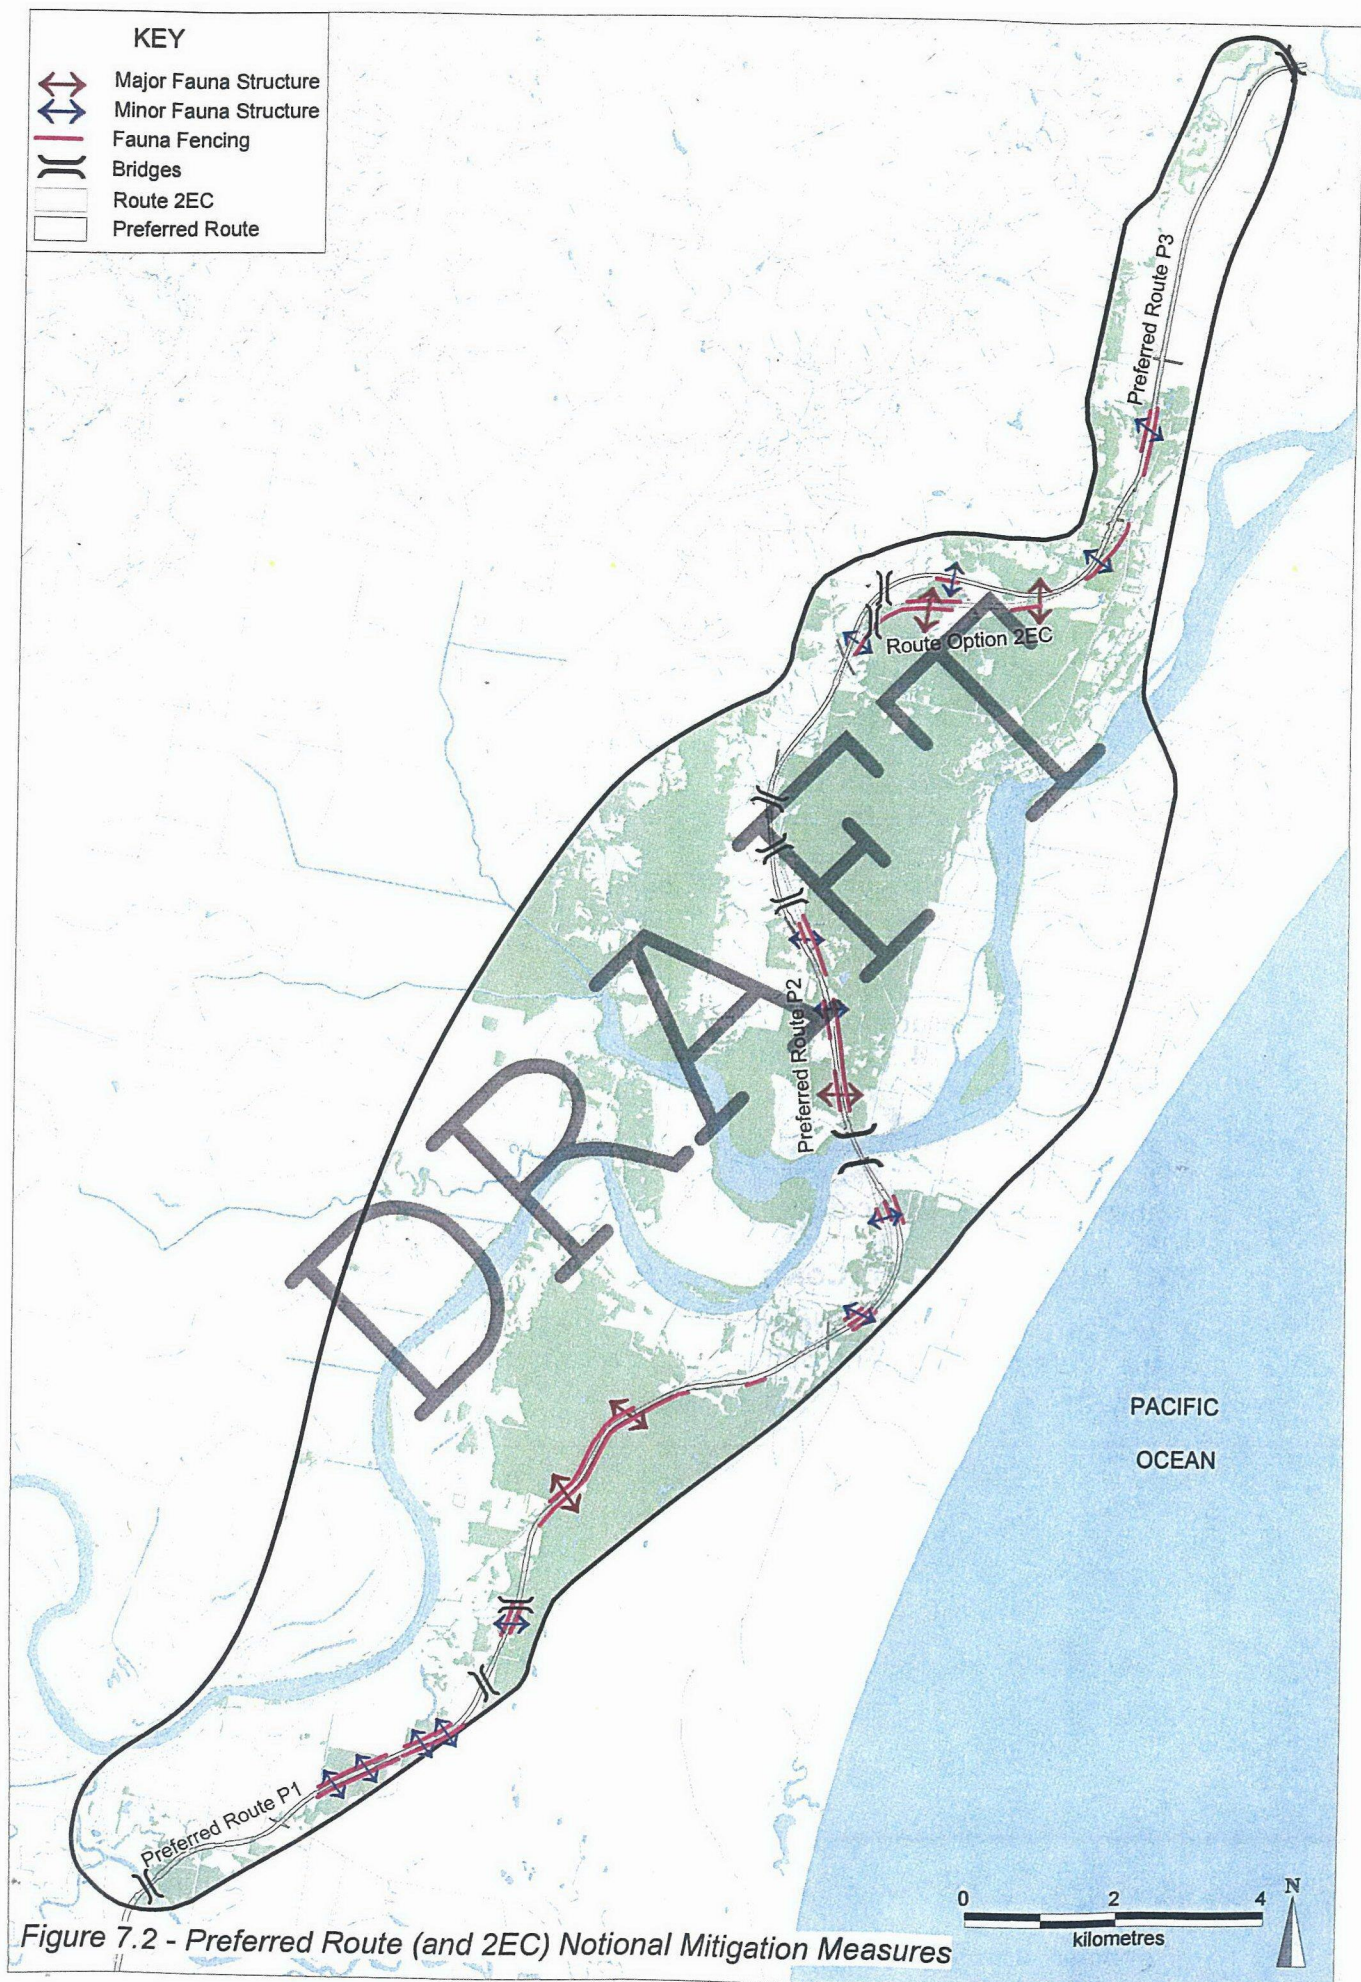 KEY
Major Fauna Structure
Minor Fauna Structure
Fauna Fencing
Bridges
Route 2EC
Preferred Route
Preferred Route P3
Route Option 2EC
Preferred Route P2
DRAFT
PACIFIC
OCEAN
Preferred Route P1
0 2 4
kilometres
N
Figure 7.2 - Preferred Route (and 2EC) Notional Mitigation Measures